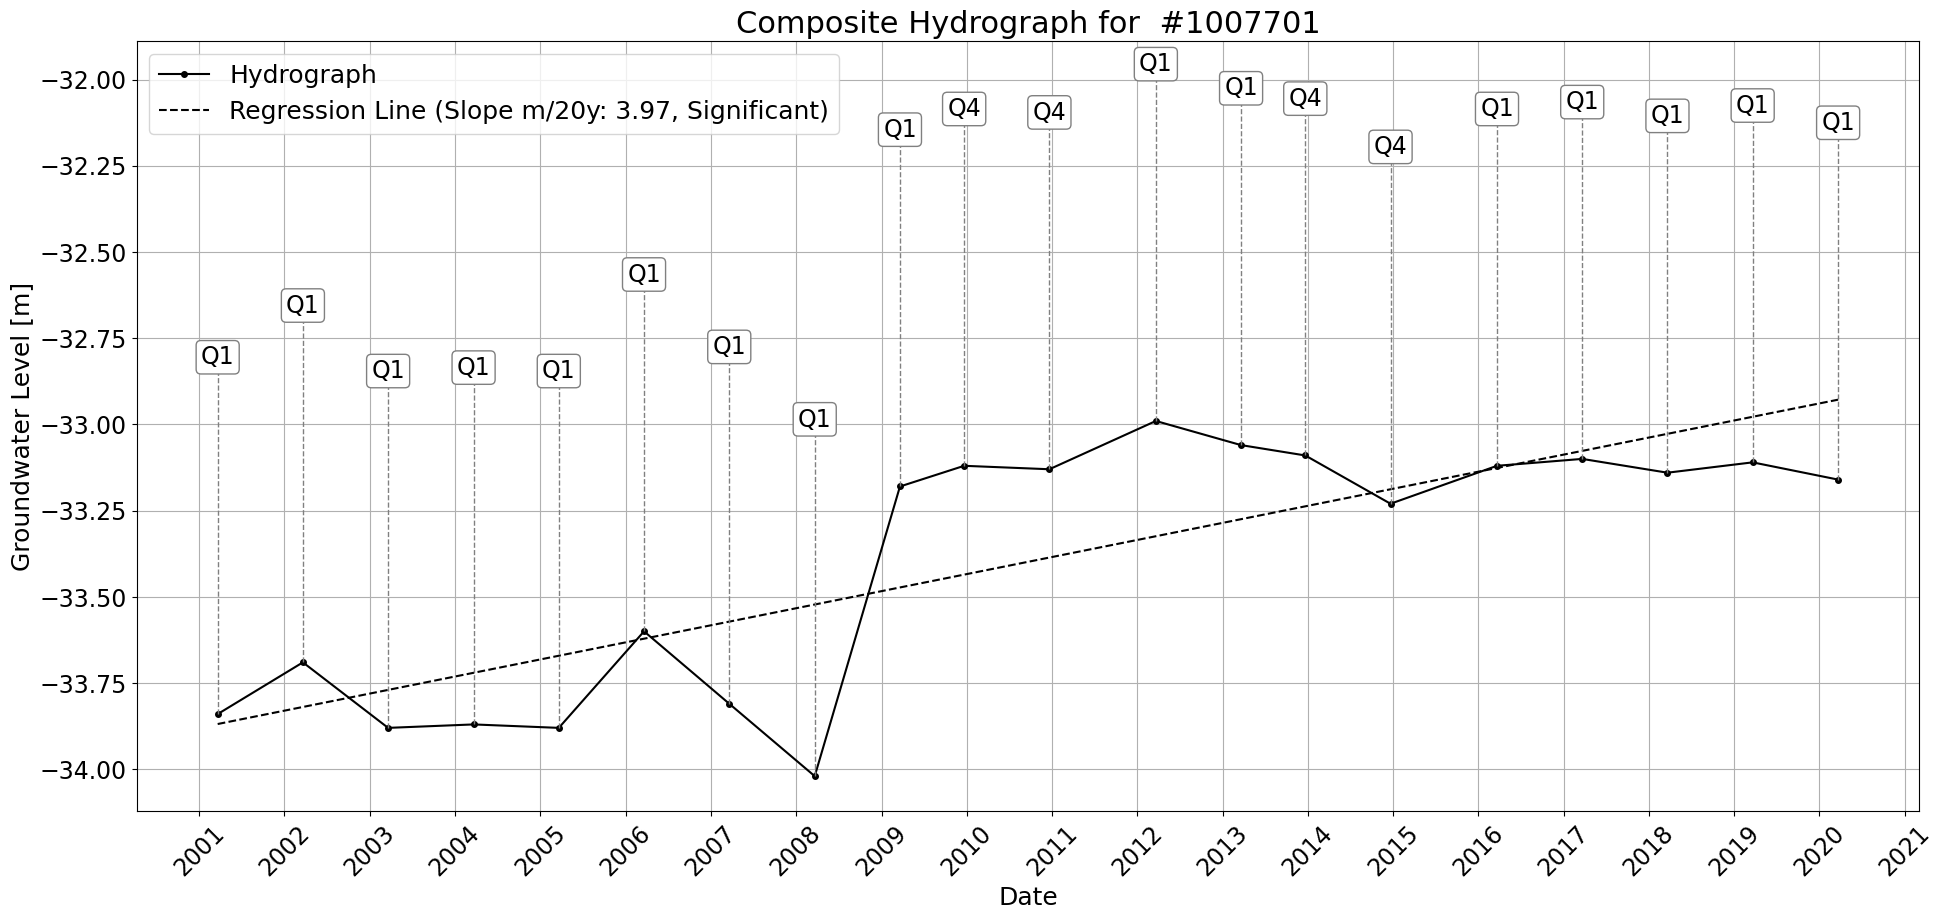 Composite Hydrograph for  #1007701
Hydrograph
Regression Line (Slope m/20y: 3.97, Significant)
Groundwater Level [m]
−32.00
−32.25
−32.50
−32.75
−33.00
−33.25
−33.50
−33.75
−34.00
Q1
Q1
Q1
Q1
Q1
Q1
Q1
Q1
Q1
Q4
Q4
Q1
Q1
Q4
Q4
Q1
Q1
Q1
Q1
Q1
2001
2002
2003
2004
2005
2006
2007
2008
2009
2010
2011
2012
2013
2014
2015
2016
2017
2018
2019
2020
2021
Date